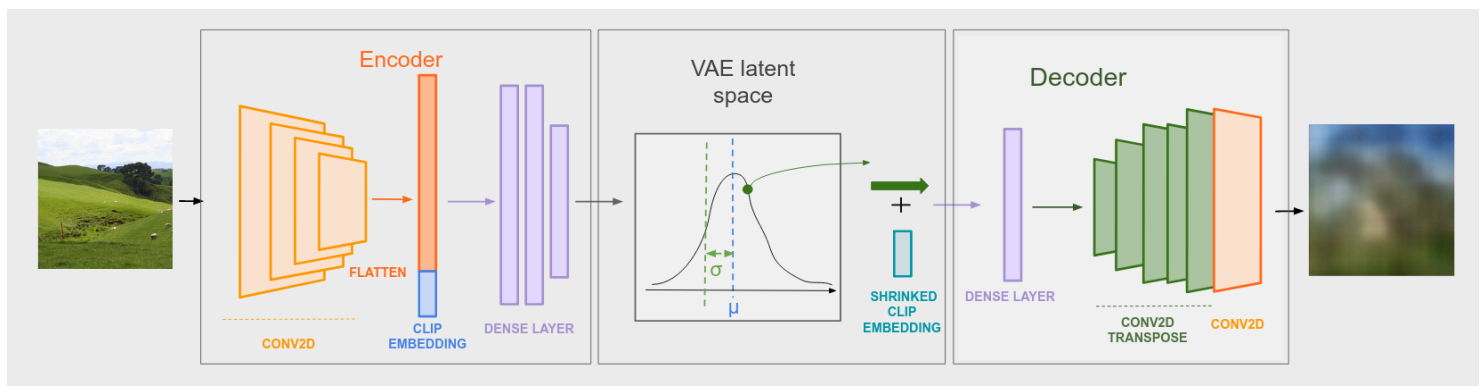 Encoder
FLATTEN
CONV2D
CLIP
EMBEDDING
DENSE LAYER
VAE latent
space
σ
μ
+
SHRINKED
CLIP
EMBEDDING
Decoder
DENSE LAYER
CONV2D
TRANSPOSE
CONV2D